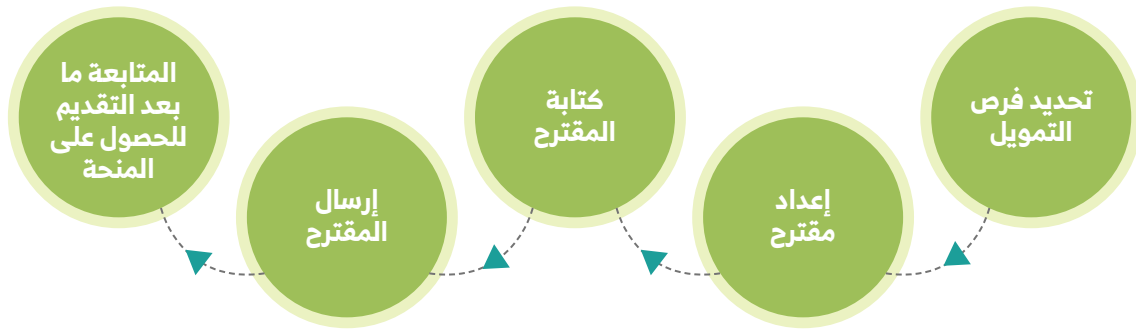 تحديد فرص
التمويل
إعداد
مقترح
كتابة
المقترح
إرسال
المقترح
المتابعة ما
بعد التقديم
للحصول على
المنحة